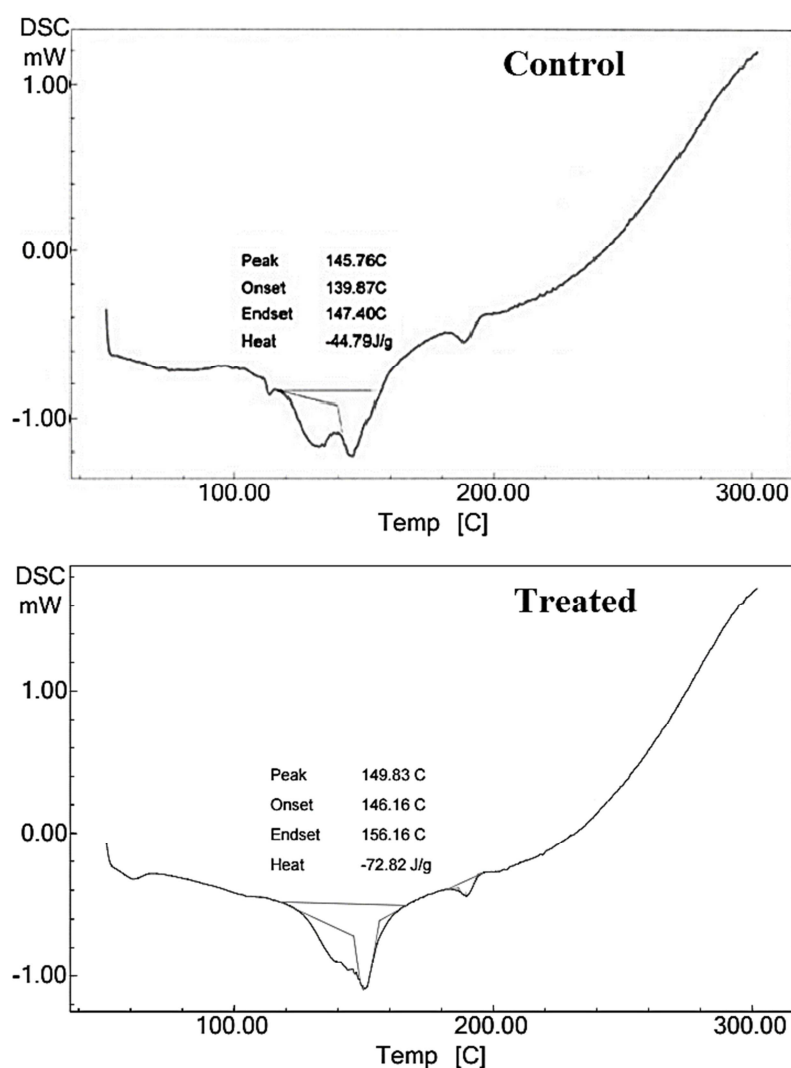 DSC
mW
Control
1.00
0.00
-1.00
Peak 145.76C
Onset 139.87C
Endset 147.40C
Heat -44.79J/g
100.00 200.00 300.00
Temp [C]
DSC
mW
Treated
1.00
0.00
-1.00
Peak 149.83 C
Onset 146.16 C
Endset 156.16 C
Heat -72.82 J/g
100.00 200.00 300.00
Temp [C]